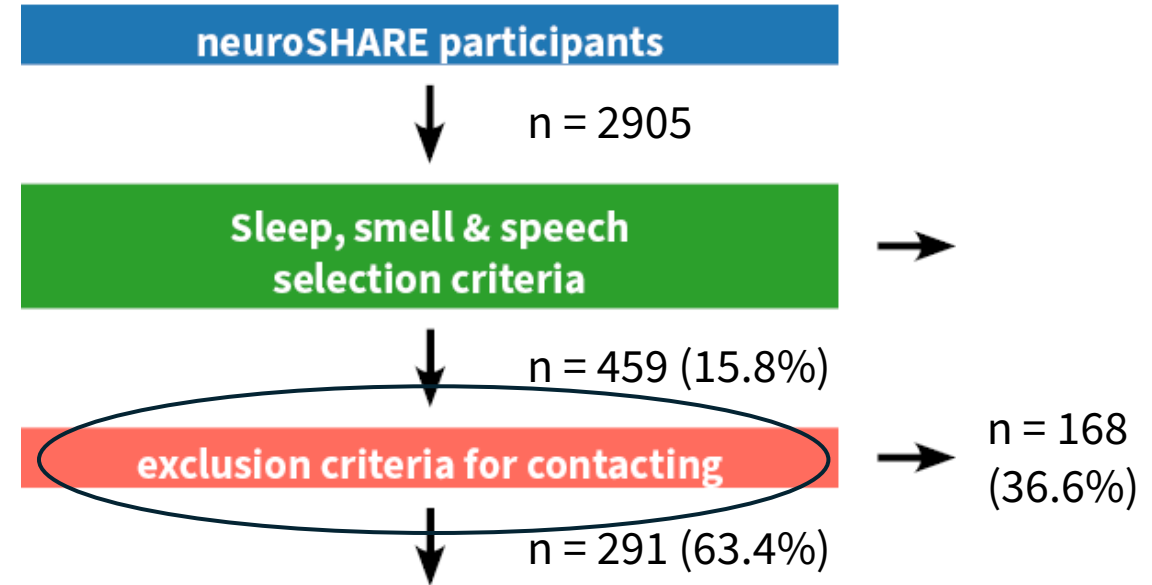 neuroSHARE participants
n = 2905
Sleep, smell & speech
selection criteria
n = 459 (15.8%)
exclusion criteria for contacting
n = 168
(36.6%)
n = 291 (63.4%)